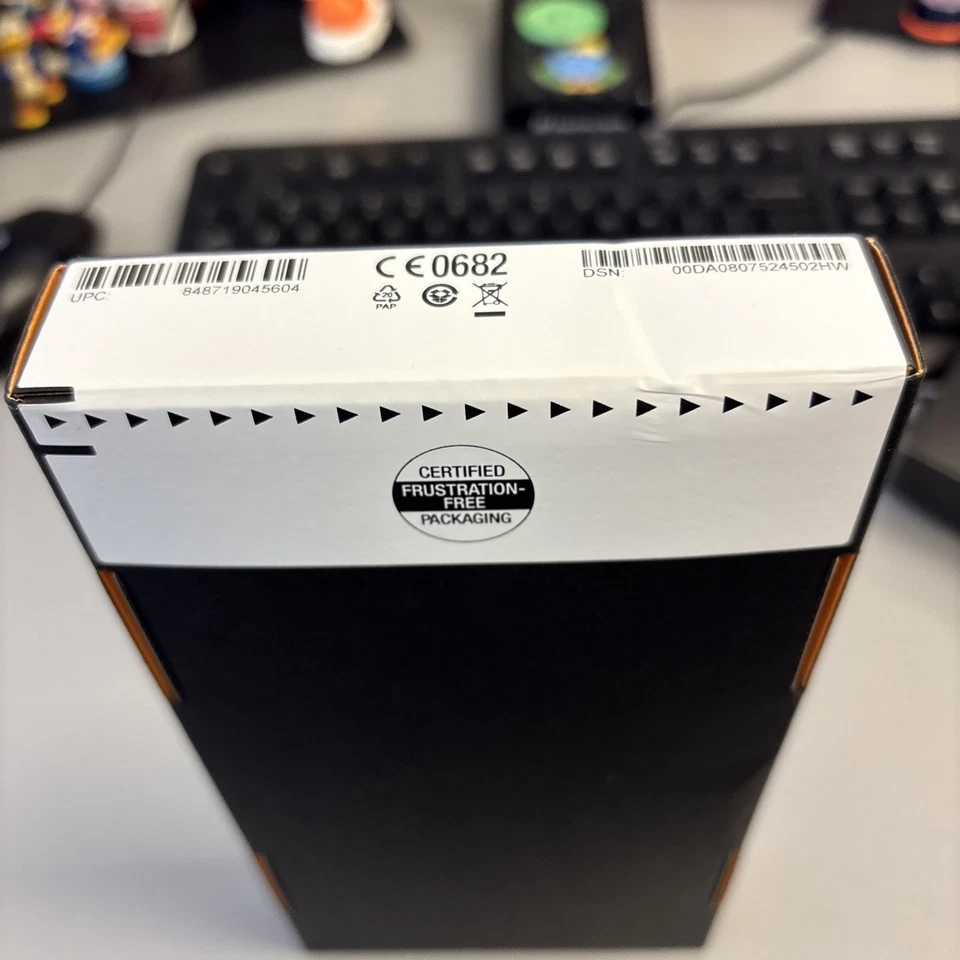 UPC: 848719045604
CE0682
20
PAP
DSN: 00DA0807524502HW
CERTIFIED
FRUSTRATION-
FREE
PACKAGING